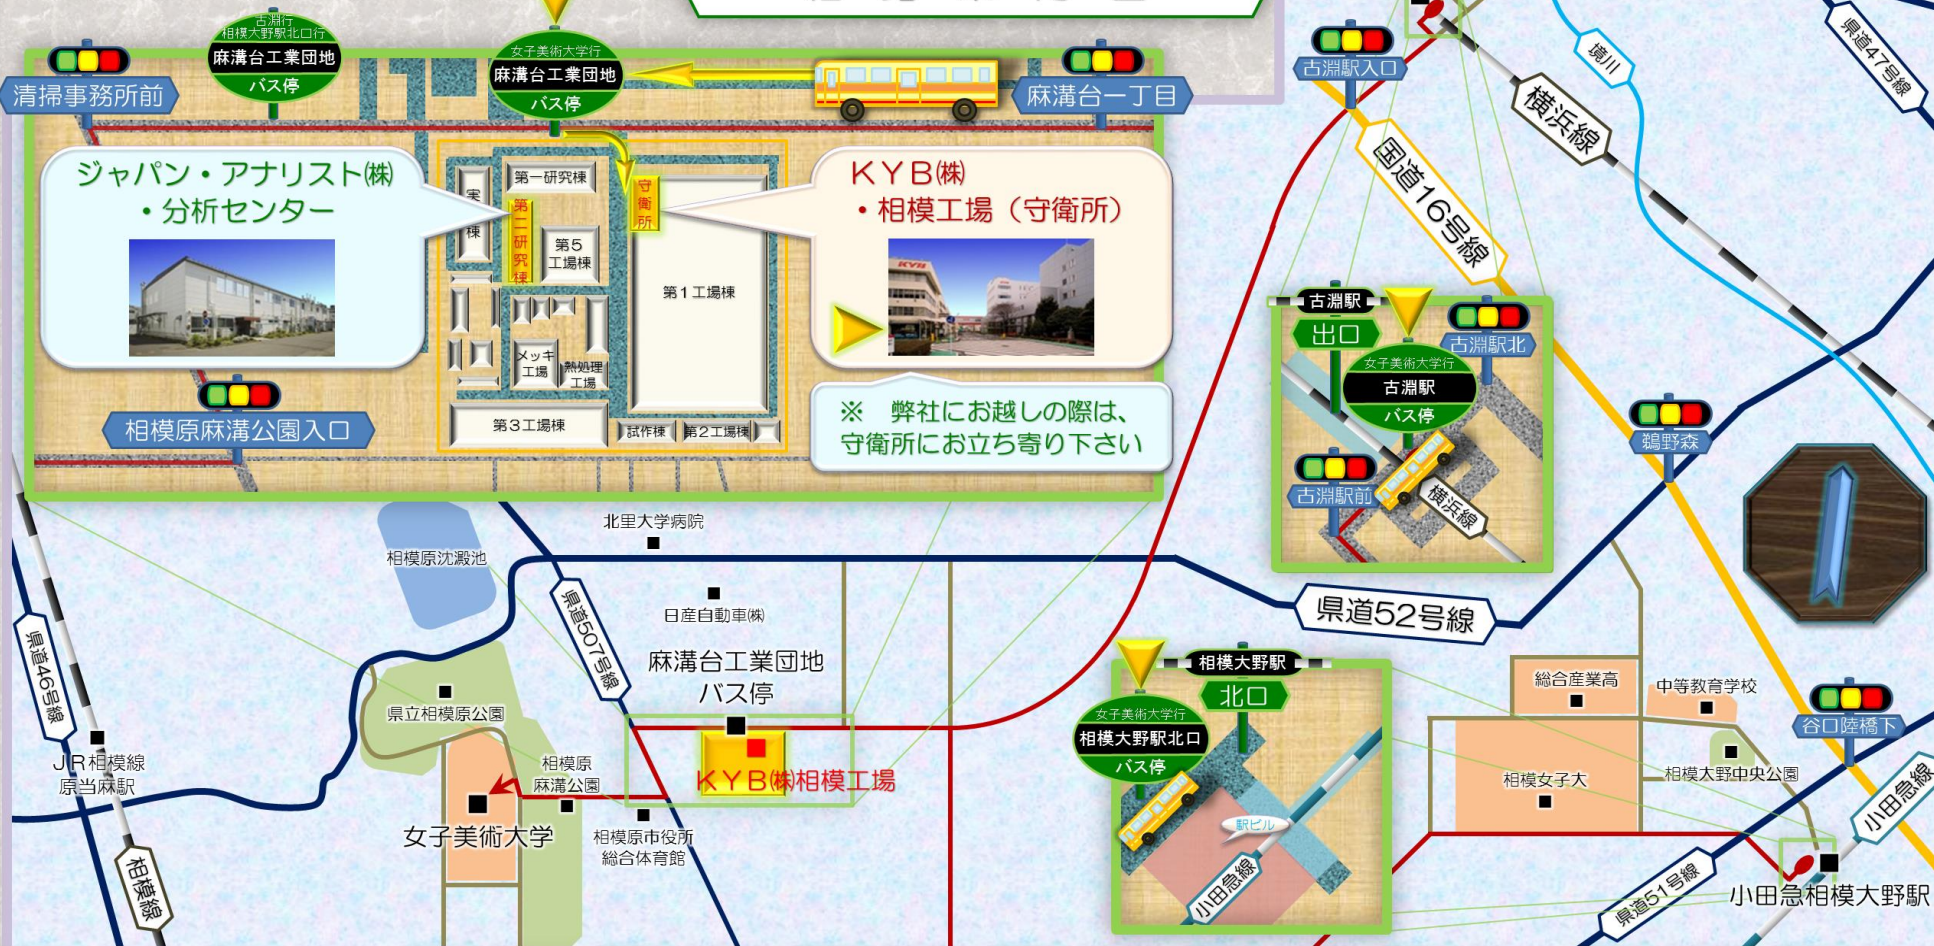 古淵行
相模大野駅北口行
麻溝台工業団地
バス停
女子美術大学行
麻溝台工業団地
バス停
清掃事務所前
麻溝台一丁目
ジャパン・アナリスト㈱
・分析センター
第一研究棟
第二研究棟
第5
工場棟
守衛所
第1工場棟
メッキ
工場
熱処理
工場
第3工場棟
試作棟
第2工場棟
KYB㈱
・相模工場（守衛所）
KYB
※ 弊社にお越しの際は、
守衛所にお立ち寄り下さい
相模原麻溝公園入口
古淵駅入口
境川
県道47号線
横浜線
国道16号線
古淵駅
出口
古淵駅北
女子美術大学行
古淵駅
バス停
古淵駅前
横浜線
鵜野森
北里大学病院
相模原沈澱池
日産自動車㈱
県道507号線
県道52号線
県道46号線
麻溝台工業団地
バス停
県立相模原公園
JR相模線
原当麻駅
相模原
麻溝公園
KYB㈱相模工場
女子美術大学
相模原市役所
総合体育館
相模線
相模大野駅
北口
女子美術大学行
相模大野駅北口
バス停
駅ビル
小田急線
総合産業高
中等教育学校
谷口陸橋下
相模女子大
相模大野中央公園
小田急線
県道51号線
小田急相模大野駅